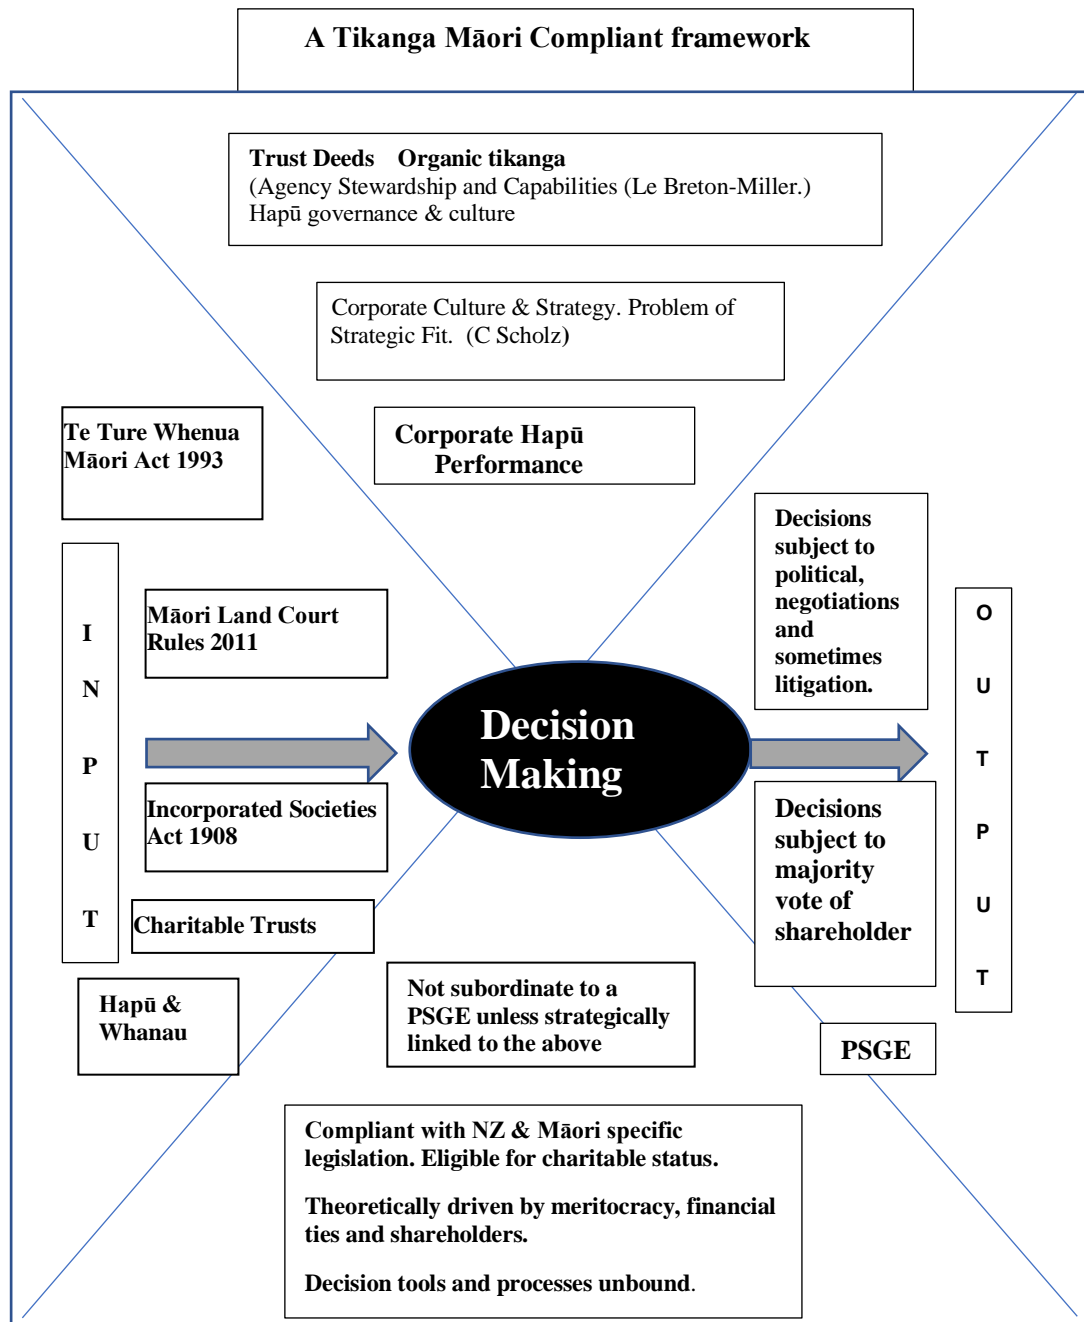 A Tikanga Māori Compliant framework
Trust Deeds Organic tikanga
(Agency Stewardship and Capabilities (Le Breton-Miller.)
Hapū governance & culture
Corporate Culture & Strategy. Problem of
Strategic Fit. (C Scholz)
Corporate Hapū
Performance
Te Ture Whenua
Māori Act 1993
I
N
P
U
T
Māori Land Court
Rules 2011
Incorporated Societies
Act 1908
Charitable Trusts
Hapū &
Whanau
Decision
Making
Decisions
subject to
political,
negotiations
and
sometimes
litigation.
Decisions
subject to
majority
vote of
shareholder
O
U
T
P
U
T
PSGE
Not subordinate to a
PSGE unless strategically
linked to the above
Compliant with NZ & Māori specific
legislation. Eligible for charitable status.
Theoretically driven by meritocracy, financial
ties and shareholders.
Decision tools and processes unbound.